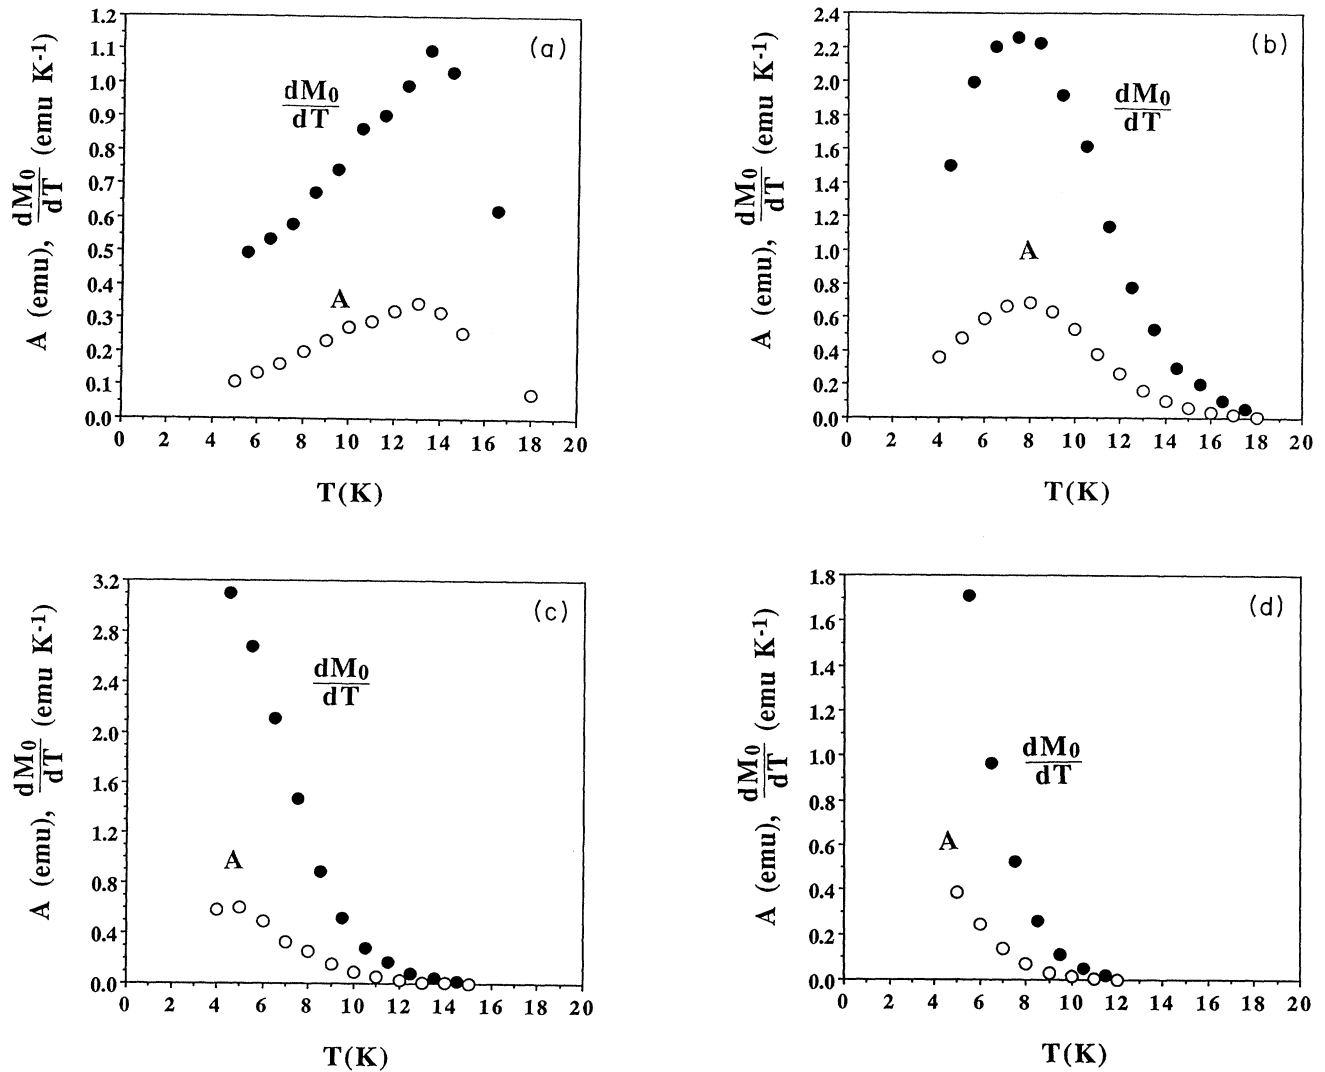 (a)
A (emu), dM0/dT (emu K-1)
1.2
1.1
1.0
0.9
0.8
0.7
0.6
0.5
0.4
0.3
0.2
0.1
0.0
dM0
dT
A
0 2 4 6 8 10 12 14 16 18 20
T(K)
(b)
A (emu), dM0/dT (emu K-1)
2.4
2.2
2.0
1.8
1.6
1.4
1.2
1.0
0.8
0.6
0.4
0.2
0.0
dM0
dT
A
0 2 4 6 8 10 12 14 16 18 20
T(K)
(c)
A (emu), dM0/dT (emu K-1)
3.2
2.8
2.4
2.0
1.6
1.2
0.8
0.4
0.0
dM0
dT
A
0 2 4 6 8 10 12 14 16 18 20
T(K)
(d)
A (emu), dM0/dT (emu K-1)
1.8
1.6
1.4
1.2
1.0
0.8
0.6
0.4
0.2
0.0
dM0
dT
A
0 2 4 6 8 10 12 14 16 18 20
T(K)